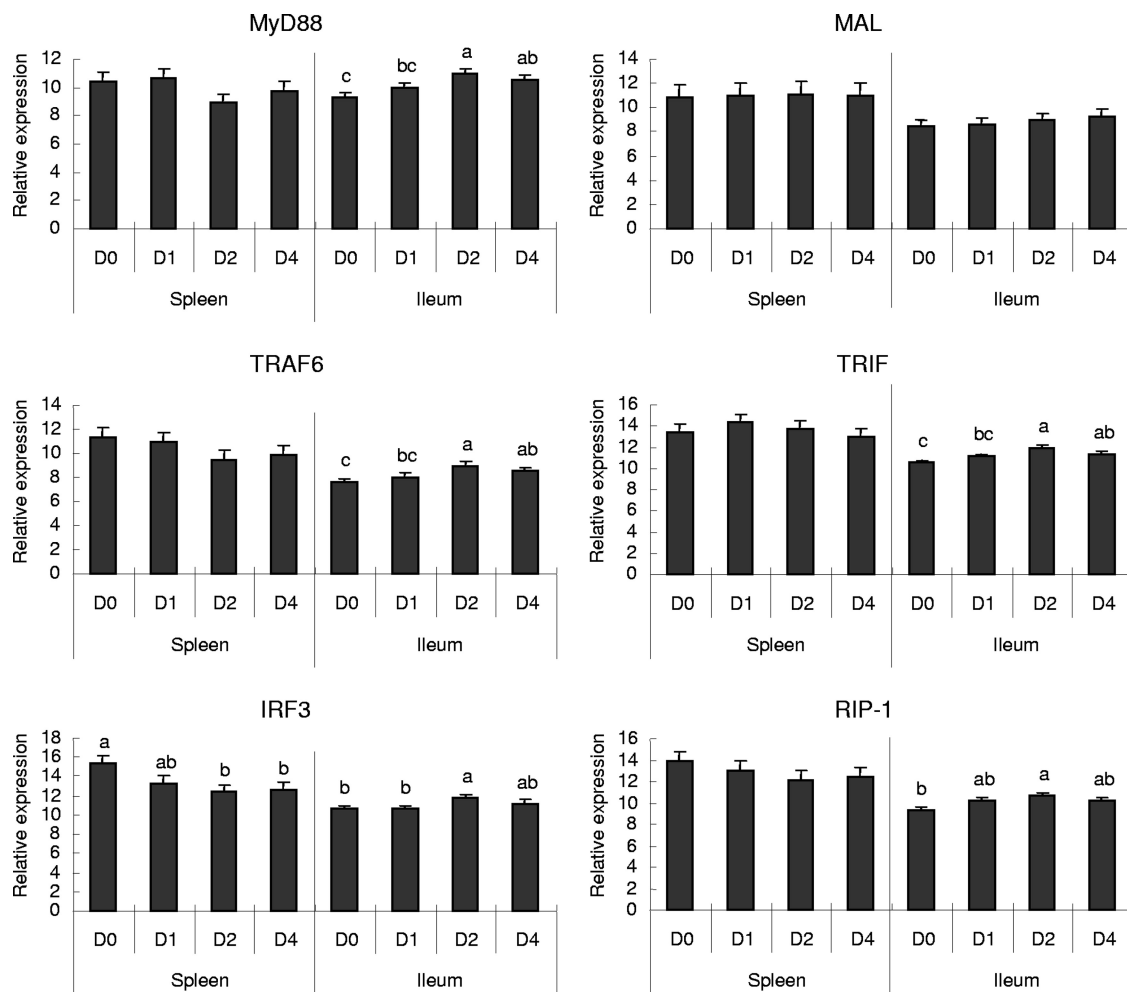 MyD88
Relative expression
12
10
8
6
4
2
0
c bc a ab
D0 D1 D2 D4 D0 D1 D2 D4
Spleen Ileum
MAL
Relative expression
14
12
10
8
6
4
2
0
D0 D1 D2 D4 D0 D1 D2 D4
Spleen Ileum
TRAF6
Relative expression
14
12
10
8
6
4
2
0
c bc a ab
D0 D1 D2 D4 D0 D1 D2 D4
Spleen Ileum
TRIF
Relative expression
16
14
12
10
8
6
4
2
0
c bc a ab
D0 D1 D2 D4 D0 D1 D2 D4
Spleen Ileum
IRF3
Relative expression
18
16
14
12
10
8
6
4
2
0
a ab b b b b a ab
D0 D1 D2 D4 D0 D1 D2 D4
Spleen Ileum
RIP-1
Relative expression
16
14
12
10
8
6
4
2
0
b ab a ab
D0 D1 D2 D4 D0 D1 D2 D4
Spleen Ileum